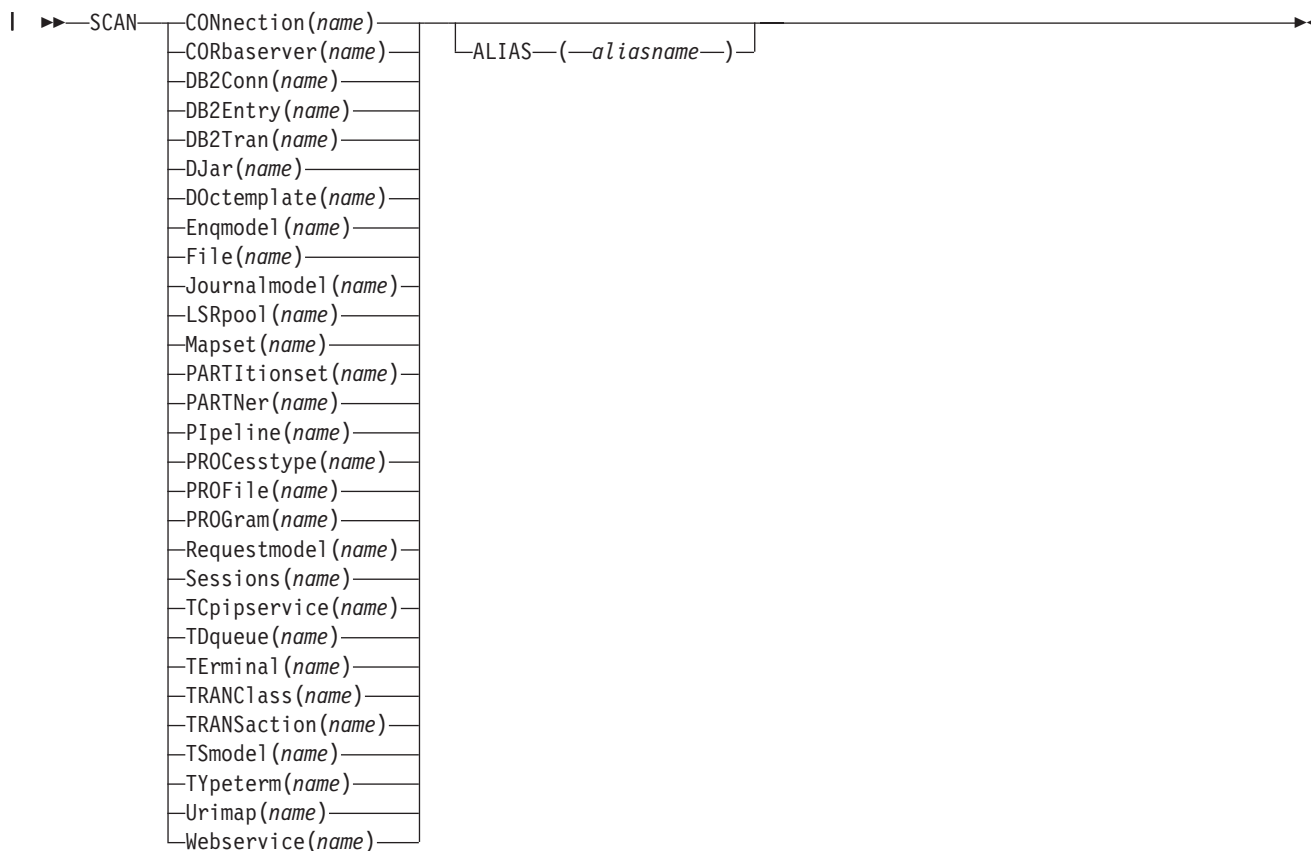 SCAN CONnection(name)
CORbaserver(name) ALIAS ( aliasname )
DB2Conn(name)
DB2Entry(name)
DB2Tran(name)
DJar(name)
DOctemplate(name)
Enqmodel(name)
File(name)
Journalmodel(name)
LSRpool(name)
Mapset(name)
PARTItionset(name)
PARTNer(name)
PIpeline(name)
PROCesstype(name)
PROFile(name)
PROGram(name)
Requestmodel(name)
Sessions(name)
TCpipservice(name)
TDqueue(name)
TErminal(name)
TRANClass(name)
TRANSaction(name)
TSmodel(name)
TYpeterm(name)
Urimap(name)
Webservice(name)